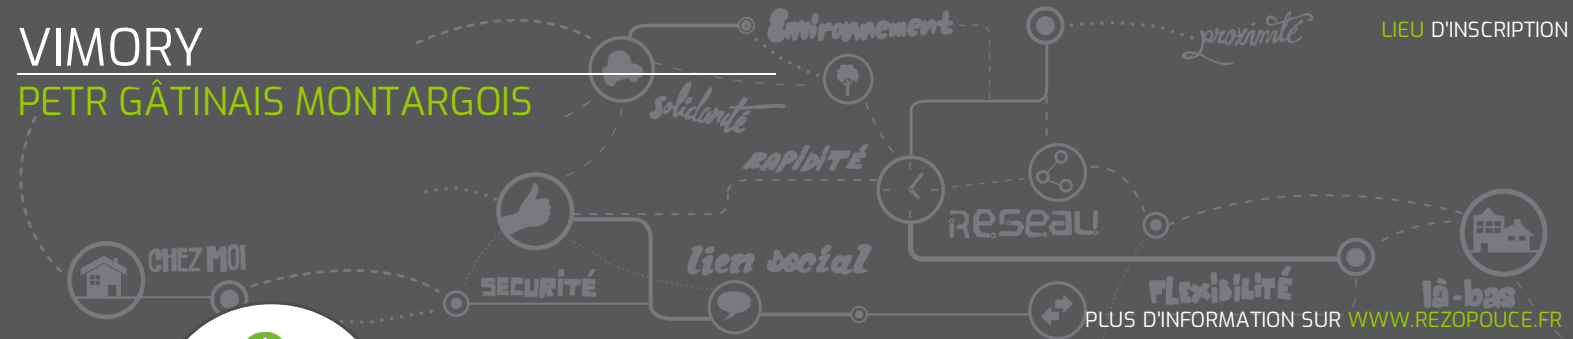 VIMORY
PETR GÂTINAIS MONTARGOIS
LIEU D'INSCRIPTION
Environnement
proximité
solidarité
RAPIDITÉ
RESEAU
CHEZ MOI
SECURITÉ
lien social
FLEXIBILITÉ
là-bas
PLUS D'INFORMATION SUR WWW.REZOPOUCE.FR